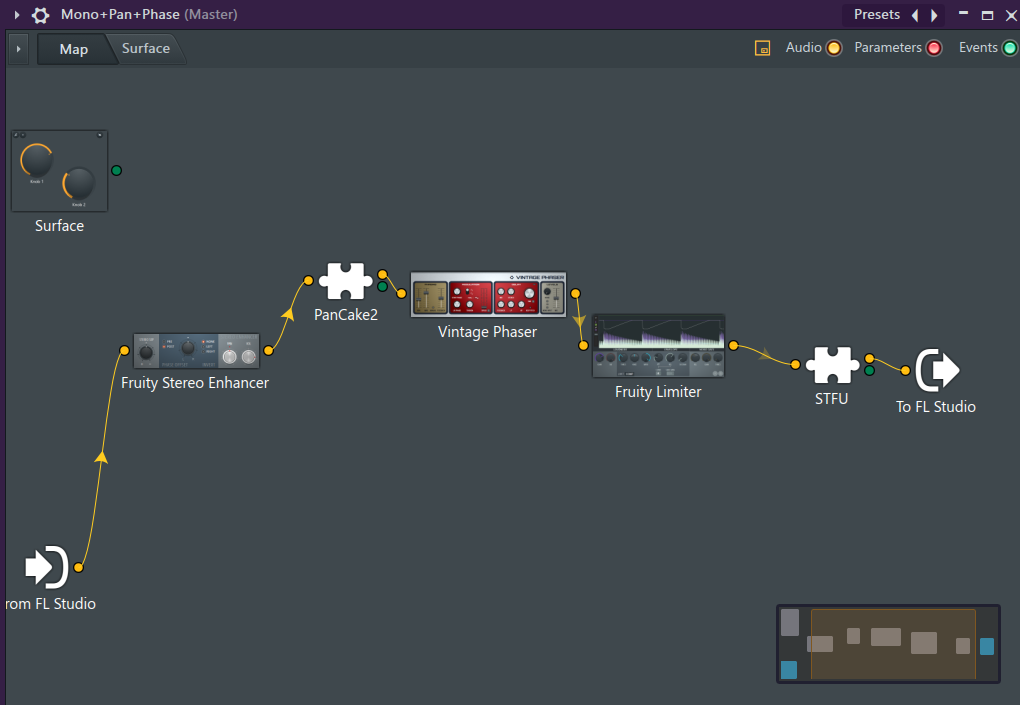 Mono+Pan+Phase (Master)
Presets
Map
Surface
Audio
Parameters
Events
Knob 1
Knob 2
Surface
PanCake2
VINTAGE PHASER
Vintage Phaser
Fruity Stereo Enhancer
Fruity Limiter
STFU
To FL Studio
rom FL Studio